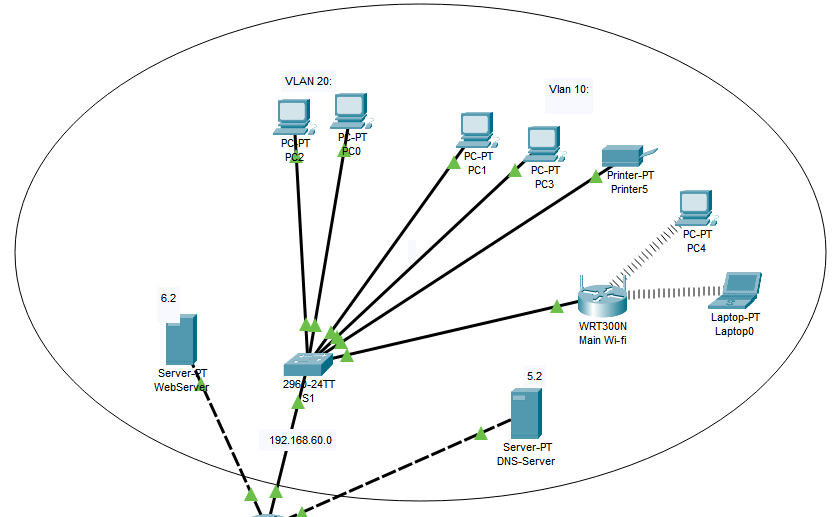 VLAN 20:
Vlan 10:
PC-PT
PC2
PC-PT
PC0
PC-PT
PC1
PC-PT
PC3
Printer-PT
Printer5
PC-PT
PC4
6.2
WRT300N
Main Wi-fi
Laptop-PT
Laptop0
Server-PT
WebServer
2960-24TT
S1
5.2
192.168.60.0
Server-PT
DNS-Server